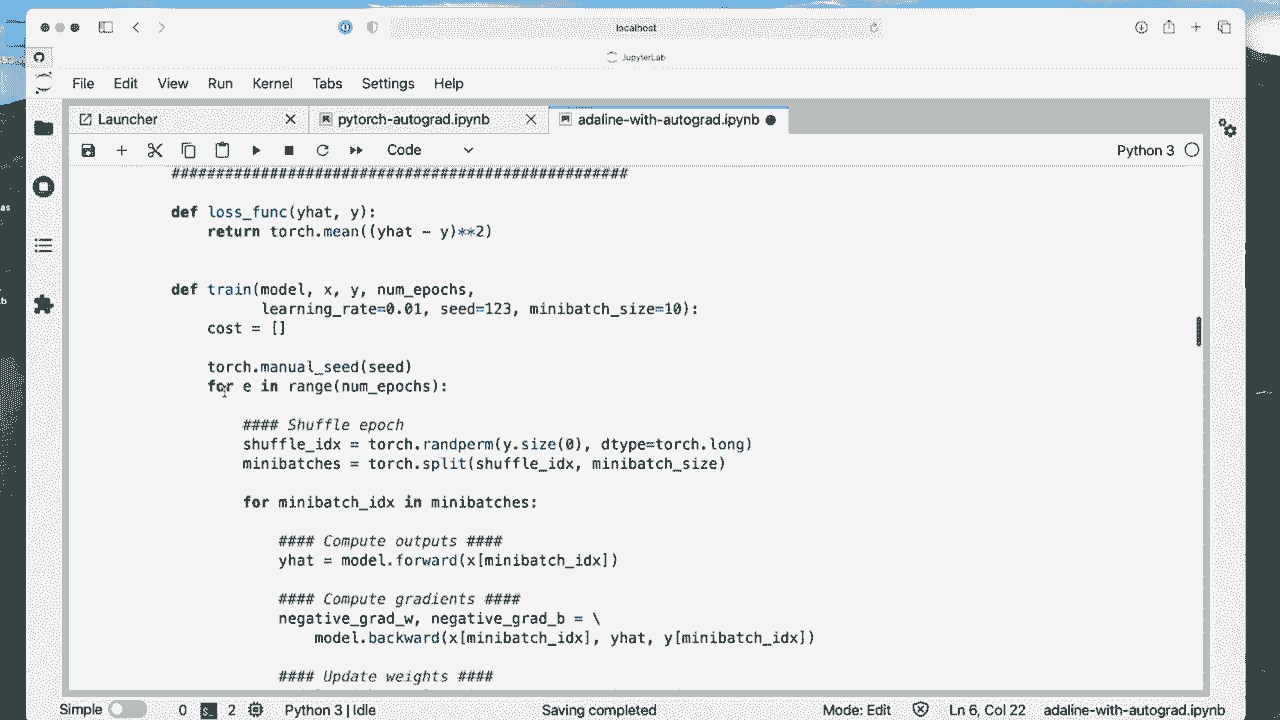 localhost
JupyterLab
File Edit View Run Kernel Tabs Settings Help
Launcher pytorch-autograd.ipynb adaline-with-autograd.ipynb
Code Python 3
#####################################################
def loss_func(yhat, y):
    return torch.mean((yhat - y)**2)
def train(model, x, y, num_epochs,
          learning_rate=0.01, seed=123, minibatch_size=10):
    cost = []
    torch.manual_seed(seed)
    for e in range(num_epochs):
        #### Shuffle epoch
        shuffle_idx = torch.randperm(y.size(0), dtype=torch.long)
        minibatches = torch.split(shuffle_idx, minibatch_size)
        for minibatch_idx in minibatches:
            #### Compute outputs ####
            yhat = model.forward(x[minibatch_idx])
            #### Compute gradients ####
            negative_grad_w, negative_grad_b = \
                model.backward(x[minibatch_idx], yhat, y[minibatch_idx])
            #### Update weights ####
Simple 0 2 Python 3 | Idle Saving completed Mode: Edit Ln 6, Col 22 adaline-with-autograd.ipynb